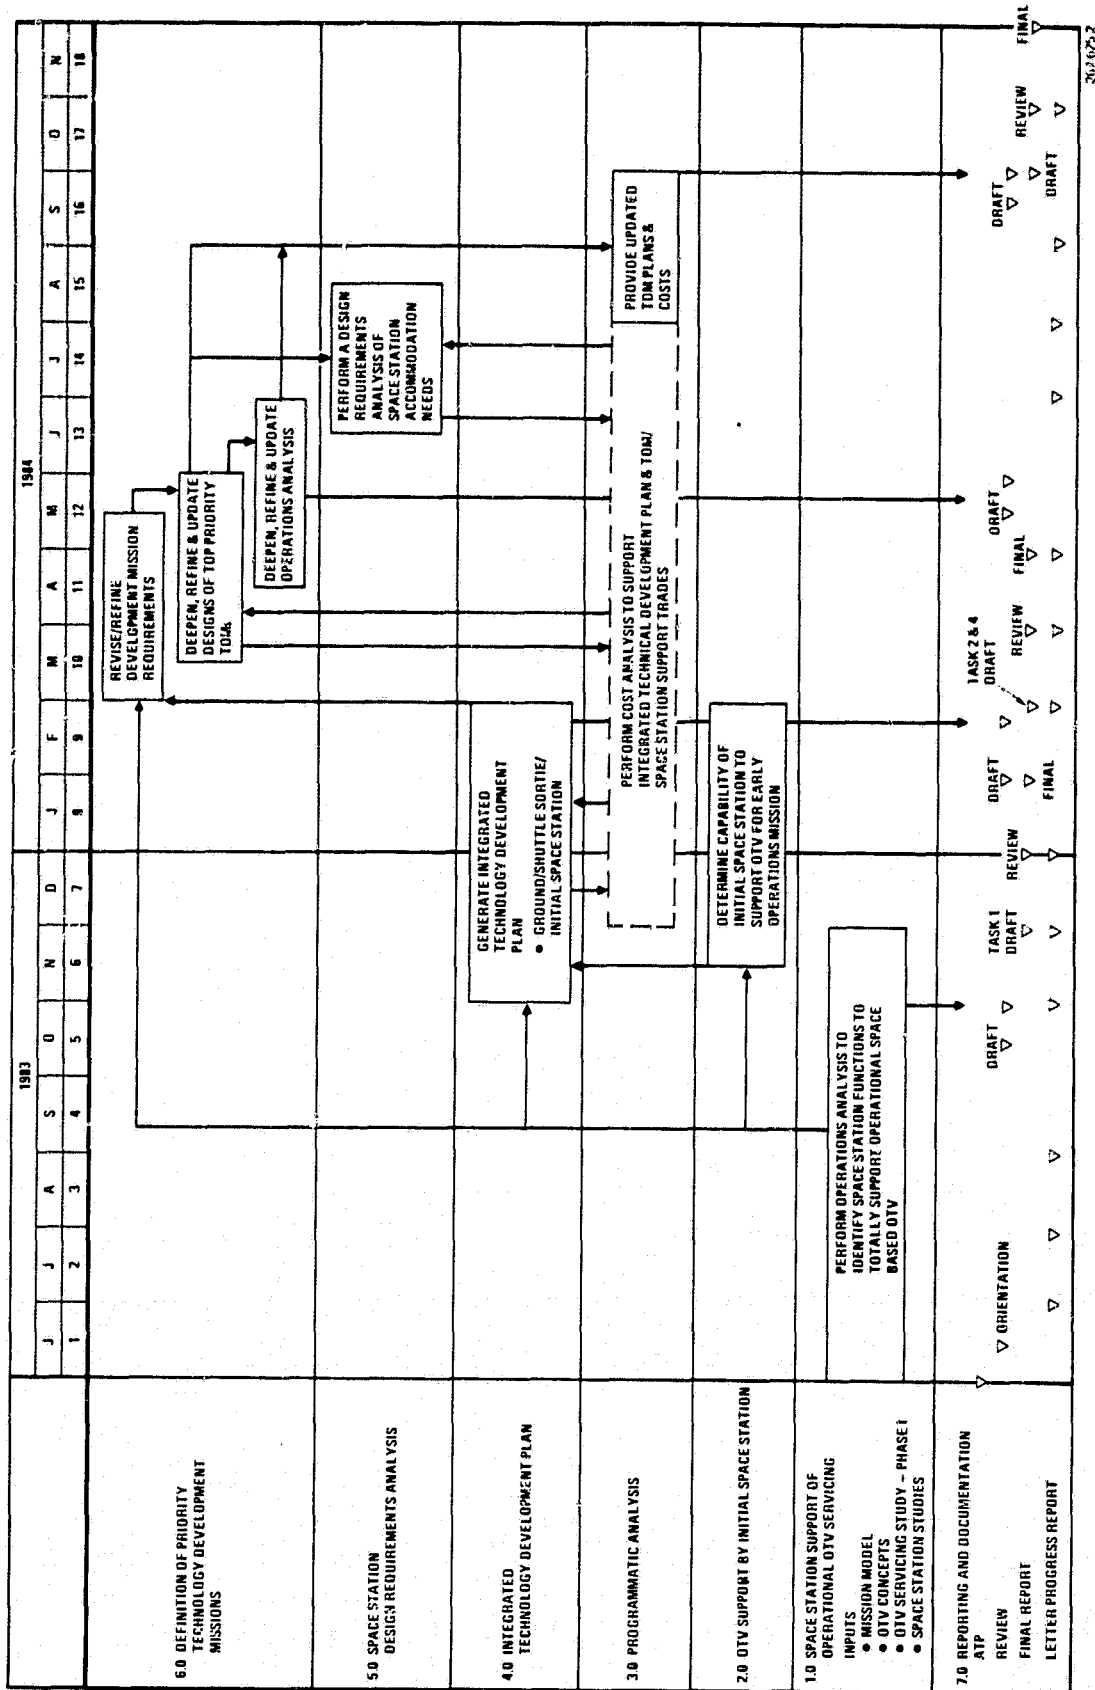 1983
1984
J J A S O N D J F M A M J J A S O N
1 2 3 4 5 6 7 8 9 10 11 12 13 14 15 16 17 18
6.0 DEFINITION OF PRIORITY
TECHNOLOGY DEVELOPMENT
MISSIONS
REVISE/REFINE
DEVELOPMENT MISSION
REQUIREMENTS
DEEPEN, REFINE & UPDATE
DESIGNS OF TOP PRIORITY
TDMs
DEEPEN, REFINE & UPDATE
OPERATIONS ANALYSIS
5.0 SPACE STATION
DESIGN REQUIREMENTS ANALYSIS
PERFORM A DESIGN
REQUIREMENTS
ANALYSIS OF
SPACE STATION
ACCOMMODATION
NEEDS
4.0 INTEGRATED
TECHNOLOGY DEVELOPMENT PLAN
GENERATE INTEGRATED
TECHNOLOGY DEVELOPMENT
PLAN
● GROUND/SHUTTLE SORTIE/
INITIAL SPACE STATION
3.0 PROGRAMMATIC ANALYSIS
PERFORM COST ANALYSIS TO SUPPORT
INTEGRATED TECHNICAL DEVELOPMENT PLAN & TDM/
SPACE STATION SUPPORT TRADES
PROVIDE UPDATED
TDM PLANS &
COSTS
2.0 OTV SUPPORT BY INITIAL SPACE STATION
DETERMINE CAPABILITY OF
INITIAL SPACE STATION TO
SUPPORT OTV FOR EARLY
OPERATIONS MISSION
1.0 SPACE STATION SUPPORT OF
OPERATIONAL OTV SERVICING
INPUTS
● MISSION MODEL
● OTV CONCEPTS
● OTV SERVICING STUDY – PHASE I
● SPACE STATION STUDIES
PERFORM OPERATIONS ANALYSIS TO
IDENTIFY SPACE STATION FUNCTIONS TO
TOTALLY SUPPORT OPERATIONAL SPACE
BASED OTV
7.0 REPORTING AND DOCUMENTATION
ATP
REVIEW
ORIENTATION
DRAFT
DRAFT
DRAFT
DRAFT
FINAL REPORT
TASK 1
DRAFT
REVIEW
FINAL
TASK 2 & 4
DRAFT
REVIEW
FINAL
DRAFT
REVIEW
FINAL
LETTER PROGRESS REPORT